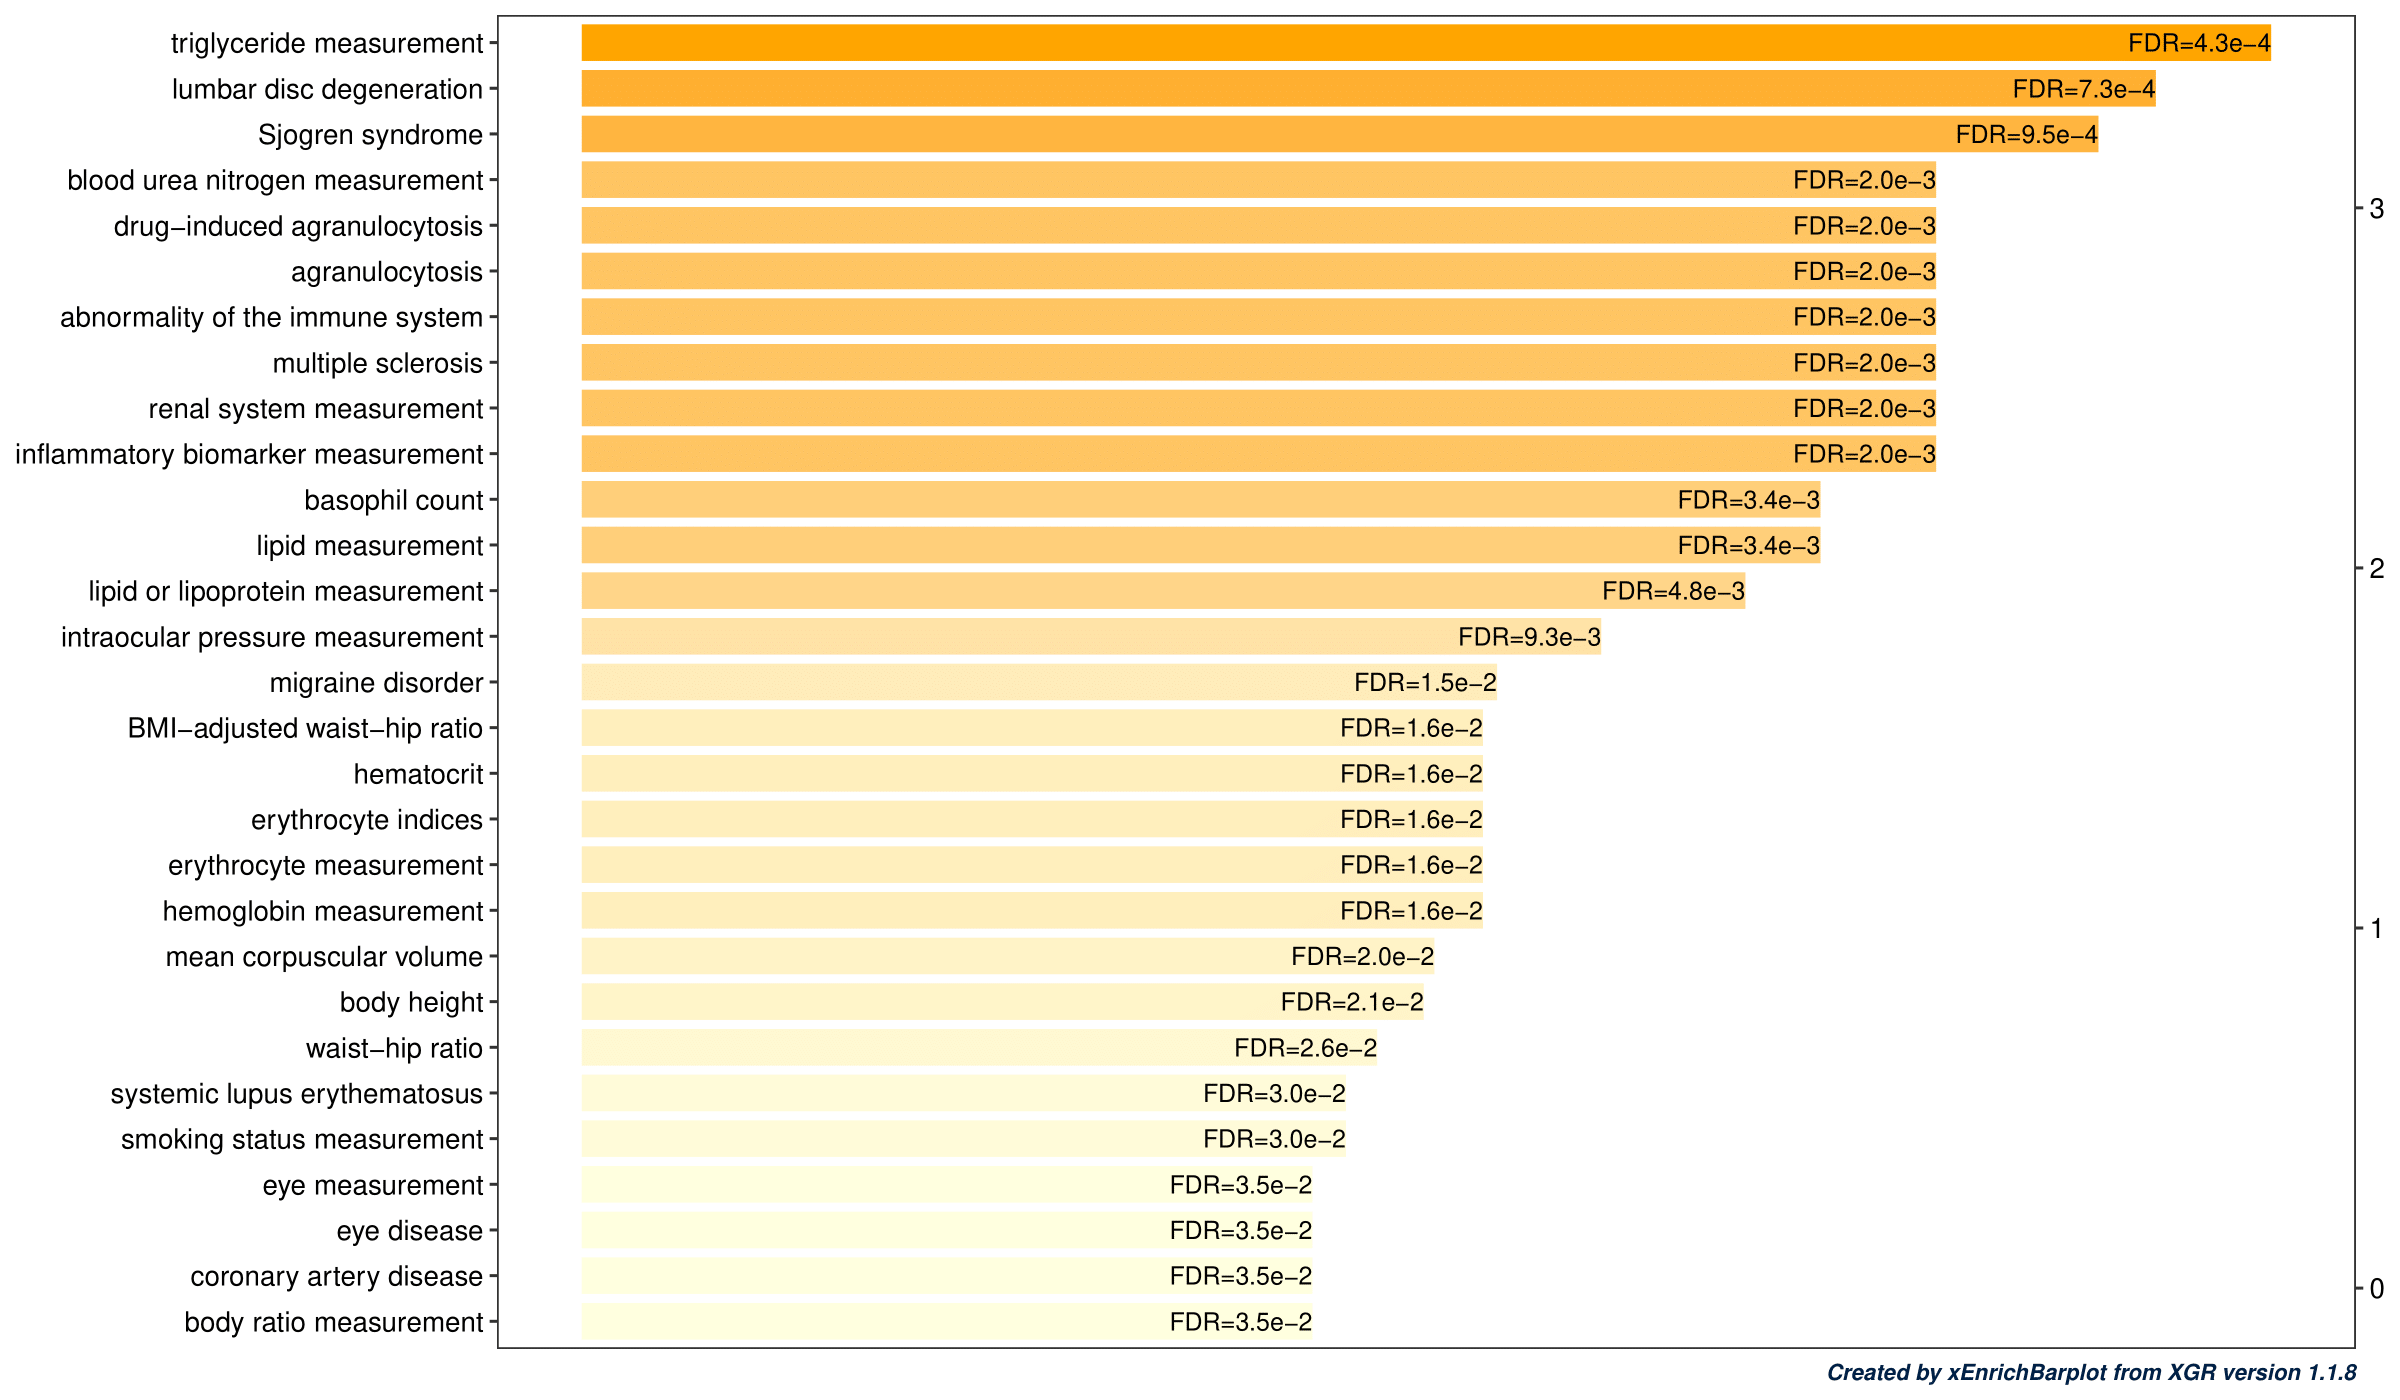 triglyceride measurement FDR=4.3e−4
lumbar disc degeneration FDR=7.3e−4
Sjogren syndrome FDR=9.5e−4
blood urea nitrogen measurement FDR=2.0e−3
3
drug−induced agranulocytosis FDR=2.0e−3
agranulocytosis FDR=2.0e−3
abnormality of the immune system FDR=2.0e−3
multiple sclerosis FDR=2.0e−3
renal system measurement FDR=2.0e−3
inflammatory biomarker measurement FDR=2.0e−3
basophil count FDR=3.4e−3
lipid measurement FDR=3.4e−3
2
lipid or lipoprotein measurement FDR=4.8e−3
intraocular pressure measurement FDR=9.3e−3
migraine disorder FDR=1.5e−2
BMI−adjusted waist−hip ratio FDR=1.6e−2
hematocrit FDR=1.6e−2
erythrocyte indices FDR=1.6e−2
erythrocyte measurement FDR=1.6e−2
hemoglobin measurement FDR=1.6e−2
1
mean corpuscular volume FDR=2.0e−2
body height FDR=2.1e−2
waist−hip ratio FDR=2.6e−2
systemic lupus erythematosus FDR=3.0e−2
smoking status measurement FDR=3.0e−2
eye measurement FDR=3.5e−2
eye disease FDR=3.5e−2
coronary artery disease FDR=3.5e−2
0
body ratio measurement FDR=3.5e−2
Created by xEnrichBarplot from XGR version 1.1.8